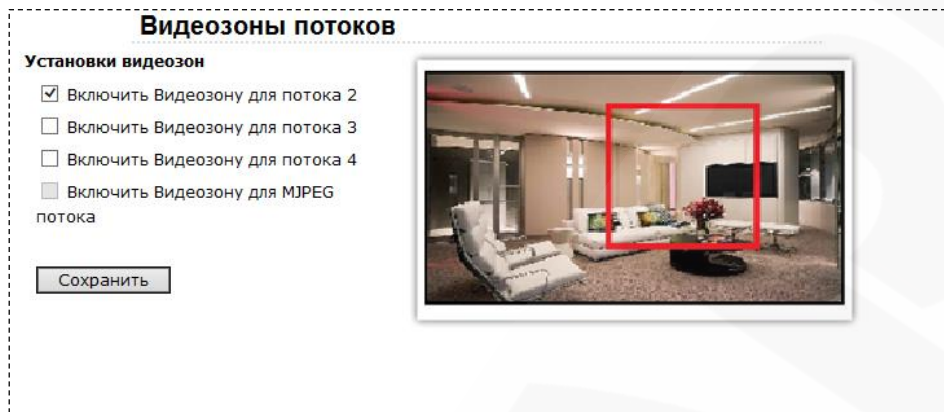 Видеозоны потоков
Установки видеозон
Включить Видеозону для потока 2
Включить Видеозону для потока 3
Включить Видеозону для потока 4
Включить Видеозону для MJPEG
потока
Сохранить